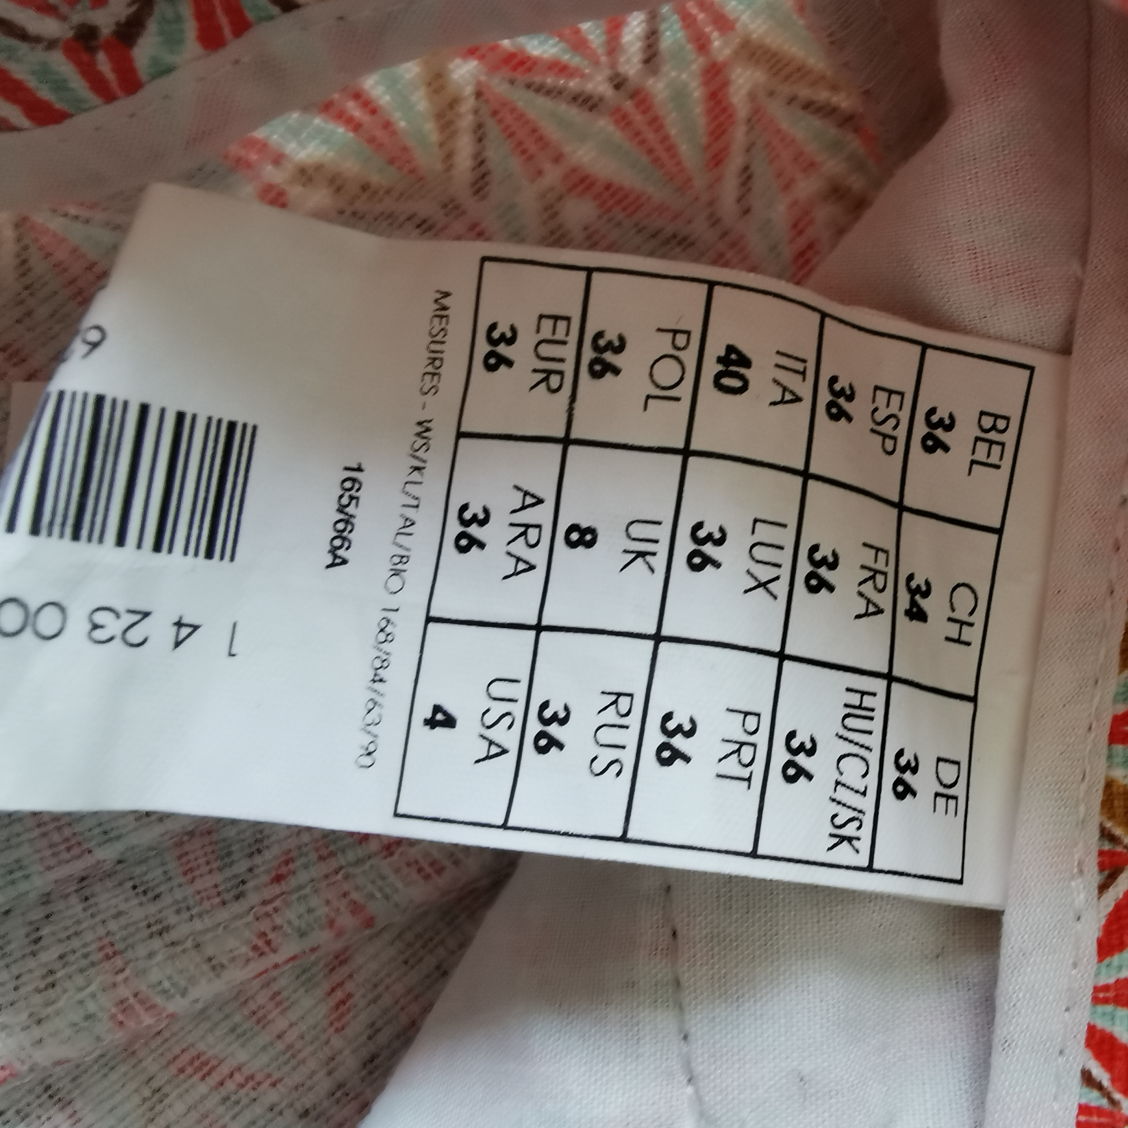 BEL CH DE
36 34 36
ESP FRA HU/CZ/SK
36 36 36
ITA LUX PRT
40 36 36
POL UK RUS
36 8 36
EUR ARA USA
36 36 4
MESURES - WS/KL/TAL/BIO 168/84/63/90
165/66A
1 4 23 00